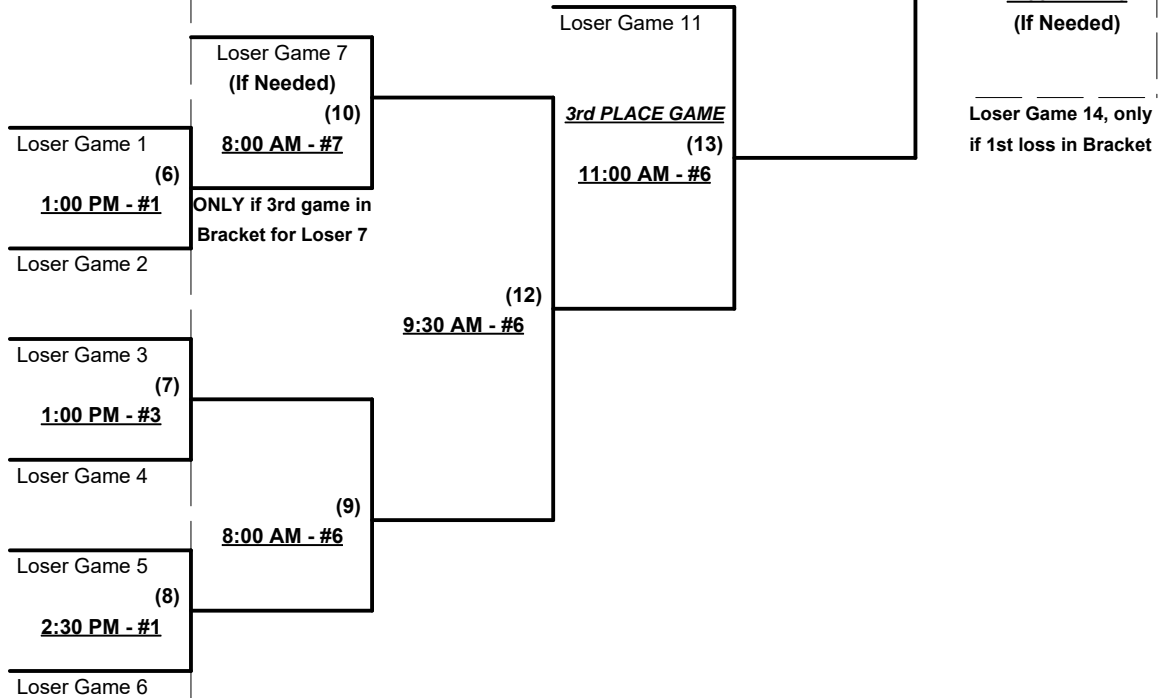 Loser Game 11
(If Needed)
Loser Game 7
(If Needed)
(10)
8:00 AM - #7
3rd PLACE GAME
(13)
11:00 AM - #6
Loser Game 14, only
if 1st loss in Bracket
Loser Game 1
(6)
1:00 PM - #1
ONLY if 3rd game in
Bracket for Loser 7
Loser Game 2
(12)
9:30 AM - #6
Loser Game 3
(7)
1:00 PM - #3
Loser Game 4
(9)
8:00 AM - #6
Loser Game 5
(8)
2:30 PM - #1
Loser Game 6